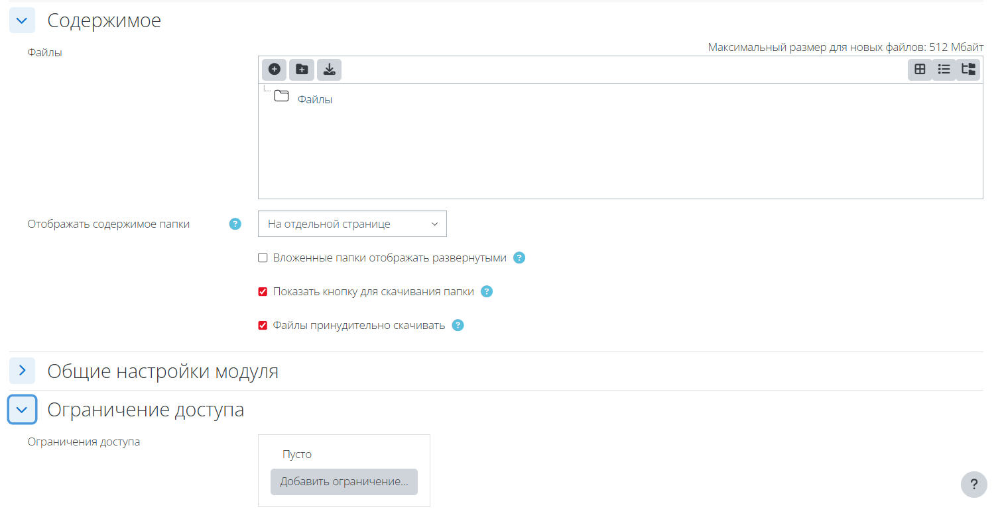 Содержимое
Файлы
Максимальный размер для новых файлов: 512 Мбайт
Файлы
Отображать содержимое папки
?
На отдельной странице
Вложенные папки отображать развернутыми
?
Показать кнопку для скачивания папки
?
Файлы принудительно скачивать
?
Общие настройки модуля
Ограничение доступа
Ограничения доступа
Пусто
Добавить ограничение...
?